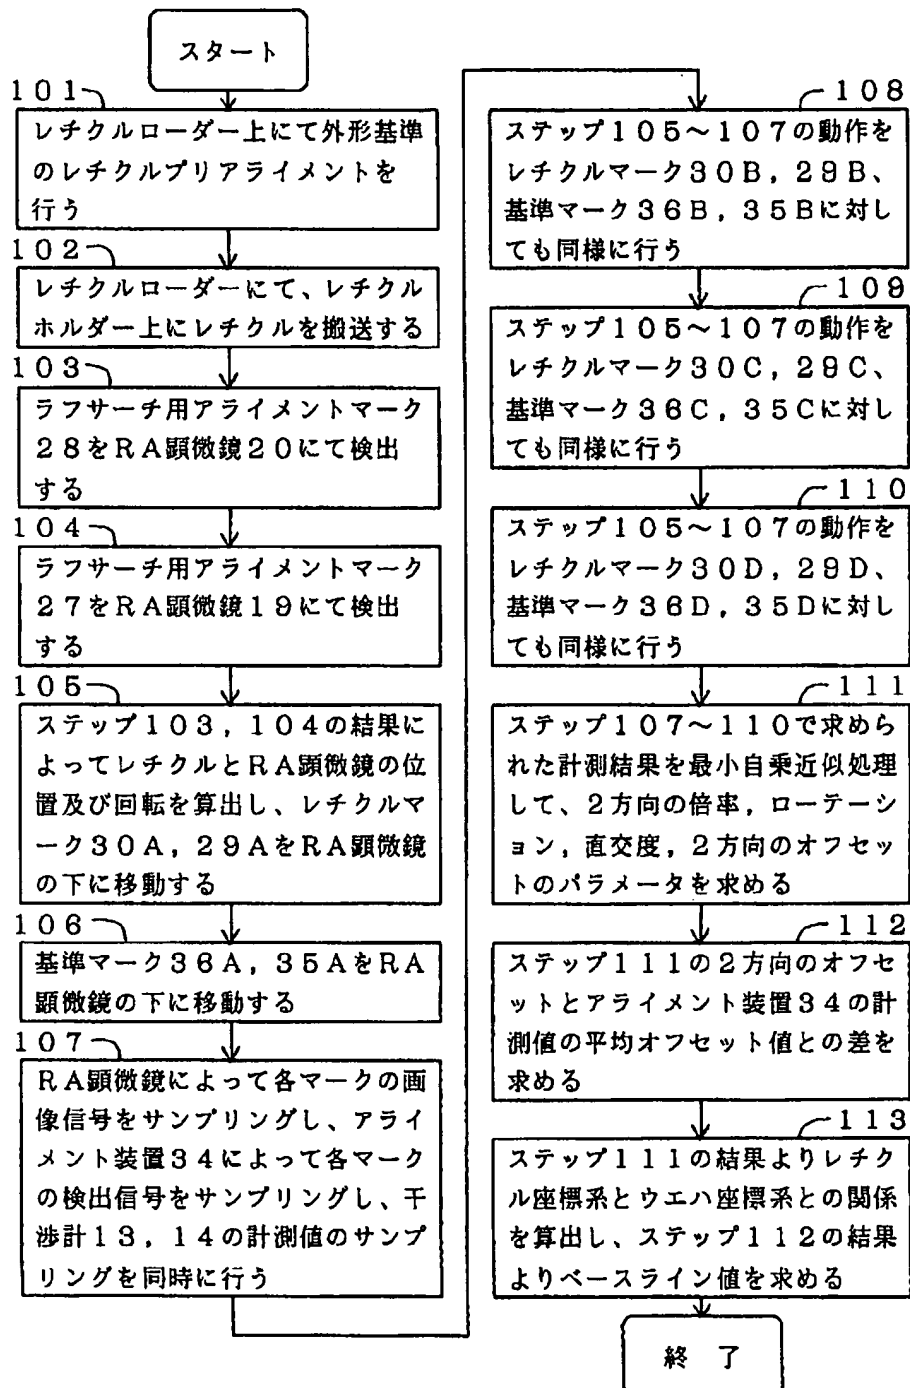 スタート
101
レチクルローダー上にて外形基準
のレチクルプリアライメントを
行う
102
レチクルローダーにて、レチクル
ホルダー上にレチクルを搬送する
103
ラフサーチ用アライメントマーク
28をRA顕微鏡20にて検出
する
104
ラフサーチ用アライメントマーク
27をRA顕微鏡19にて検出
する
105
ステップ103,104の結果に
よってレチクルとRA顕微鏡の位
置及び回転を算出し、レチクルマ
ーク30A,29AをRA顕微鏡
の下に移動する
106
基準マーク36A,35AをRA
顕微鏡の下に移動する
107
RA顕微鏡によって各マークの画
像信号をサンプリングし、アライ
メント装置34によって各マーク
の検出信号をサンプリングし、干
渉計13,14の計測値のサンプ
リングを同時に行う
108
ステップ105~107の動作を
レチクルマーク30B,29B、
基準マーク36B,35Bに対し
ても同様に行う
109
ステップ105~107の動作を
レチクルマーク30C,29C、
基準マーク36C,35Cに対し
ても同様に行う
110
ステップ105~107の動作を
レチクルマーク30D,29D、
基準マーク36D,35Dに対し
ても同様に行う
111
ステップ107~110で求めら
れた計測結果を最小自乗近似処理
して、2方向の倍率,ローテーシ
ョン,直交度,2方向のオフセッ
トのパラメータを求める
112
ステップ111の2方向のオフセ
ットとアライメント装置34の計
測値の平均オフセット値との差を
求める
113
ステップ111の結果よりレチク
ル座標系とウエハ座標系との関係
を算出し、ステップ112の結果
よりベースライン値を求める
終 了